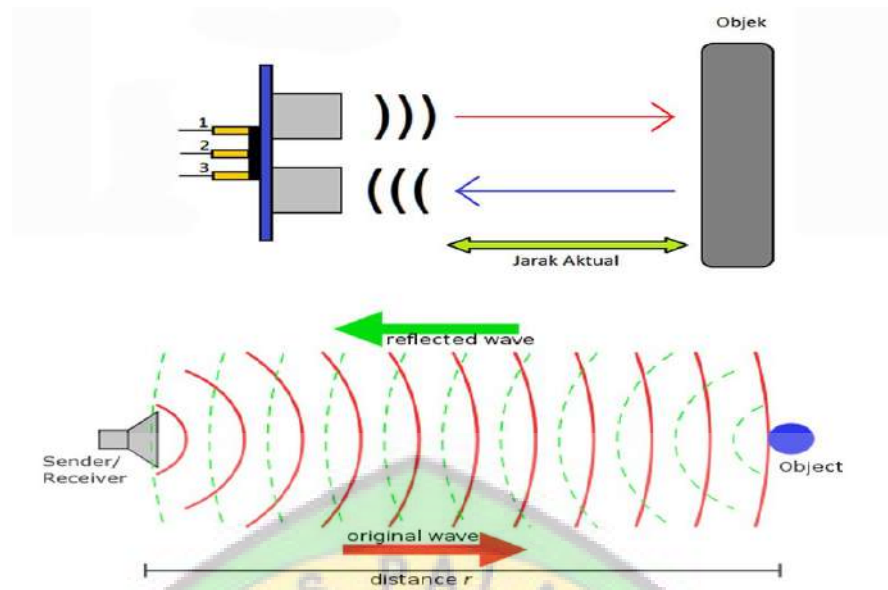 Objek
1
2
3
Jarak Aktual
reflected wave
Sender/
Receiver
Object
original wave
distance r